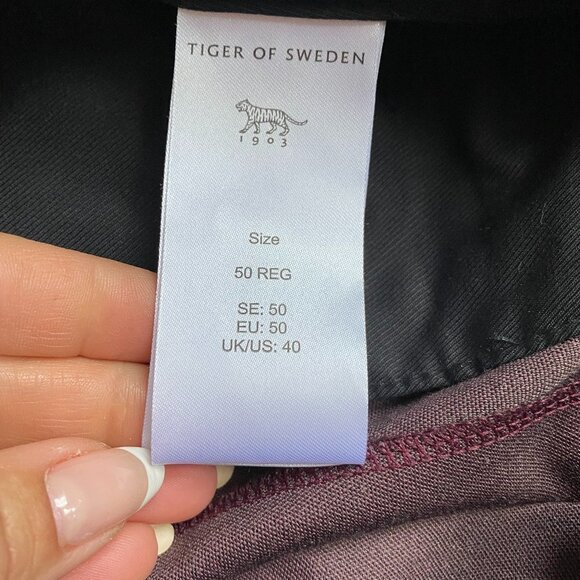 TIGER OF SWEDEN
1903
Size
50 REG
SE: 50
EU: 50
UK/US: 40